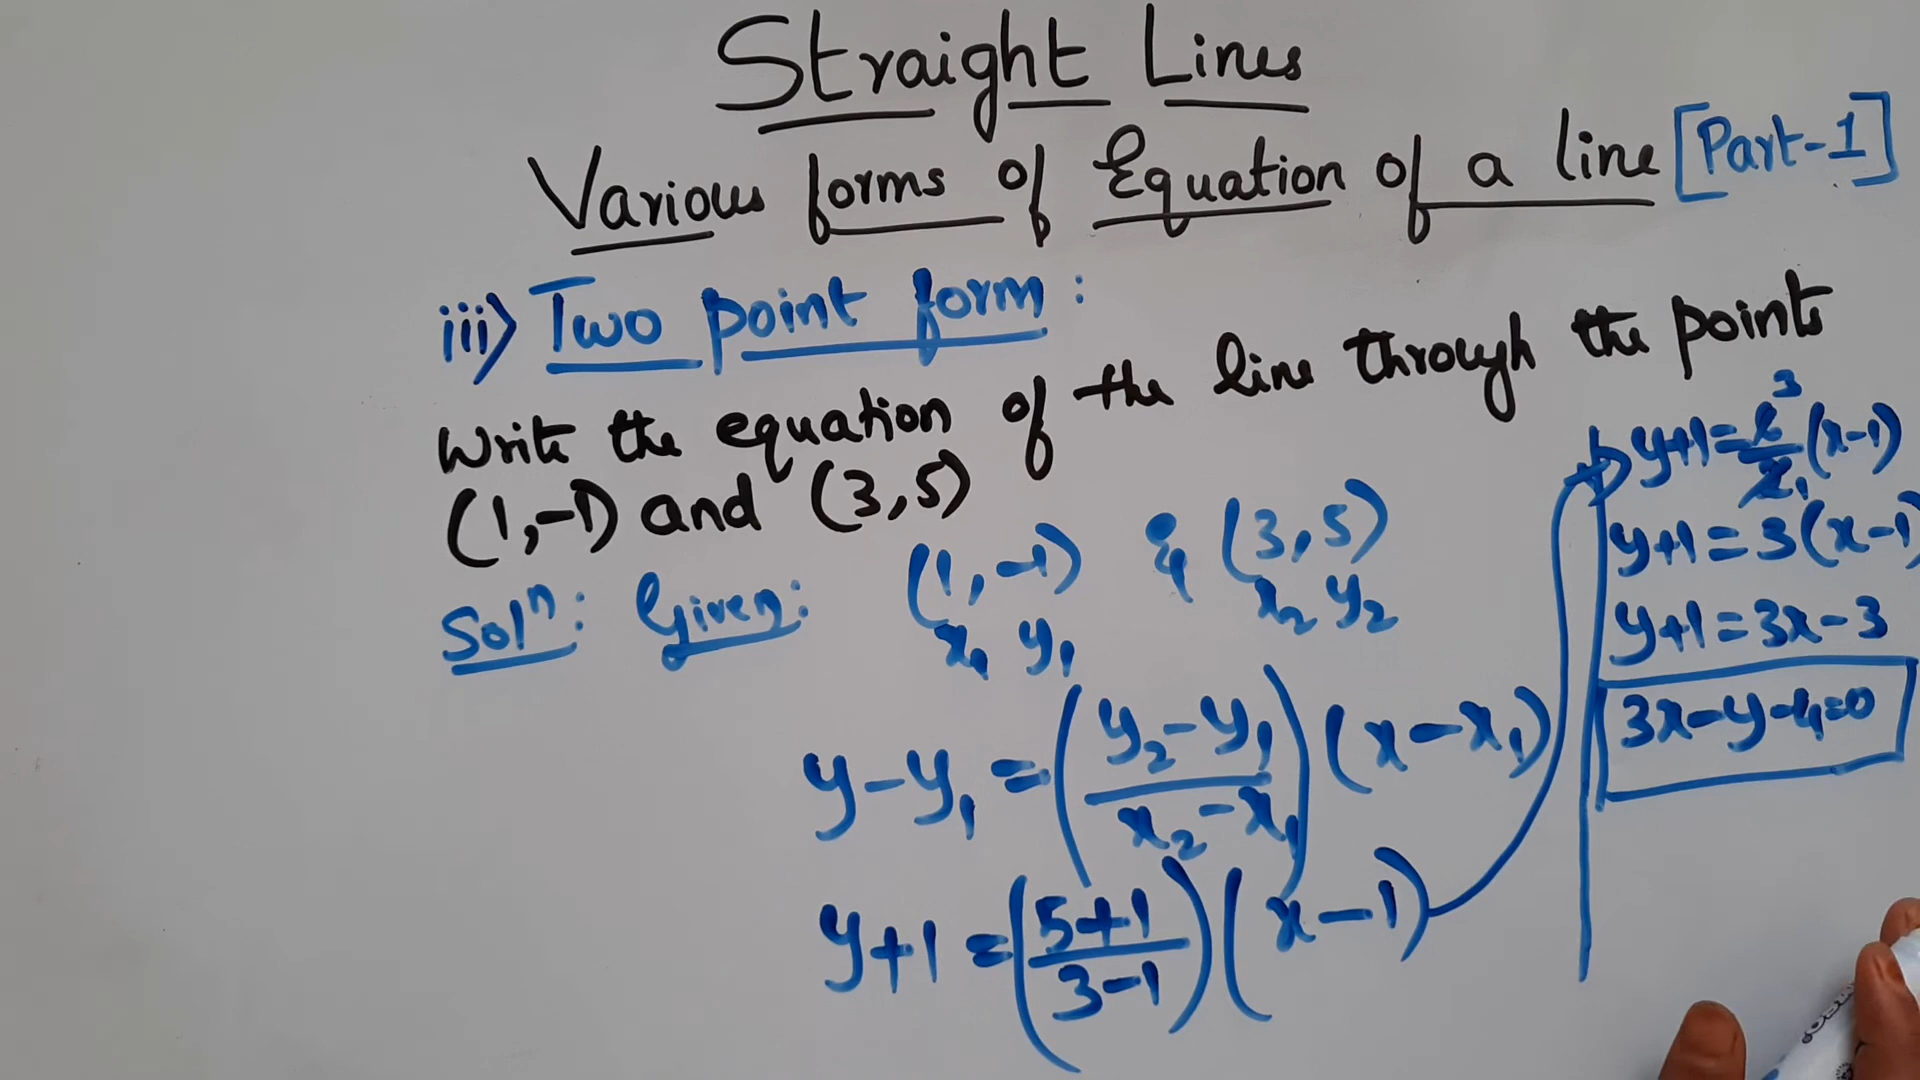 Straight Lines
Various forms of Equation of a line [Part-1]
iii) Two point form:
Write the equation of the line through the points
(1,-1) and (3,5)
Solⁿ: Given: (1,-1) & (3,5)
x₁ y₁ x₂ y₂
y-y₁ = (y₂-y₁/x₂-x₁)(x-x₁)
y+1 = (5+1/3-1)(x-1)
y+1 = 3(x-1)
y+1 = 3x-3
3x-y-4=0